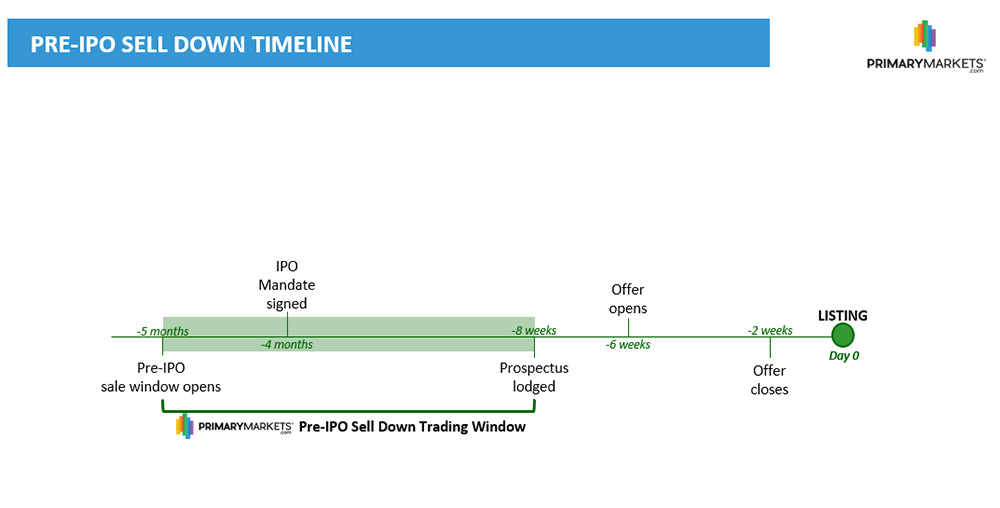 PRE-IPO SELL DOWN TIMELINE
PRIMARYMARKETS
.com
IPO
Mandate
signed
Offer
opens
LISTING
-5 months
-8 weeks
-2 weeks
-4 months
-6 weeks
Day 0
Pre-IPO
sale window opens
Prospectus
lodged
Offer
closes
PRIMARYMARKETS
.com
Pre-IPO Sell Down Trading Window